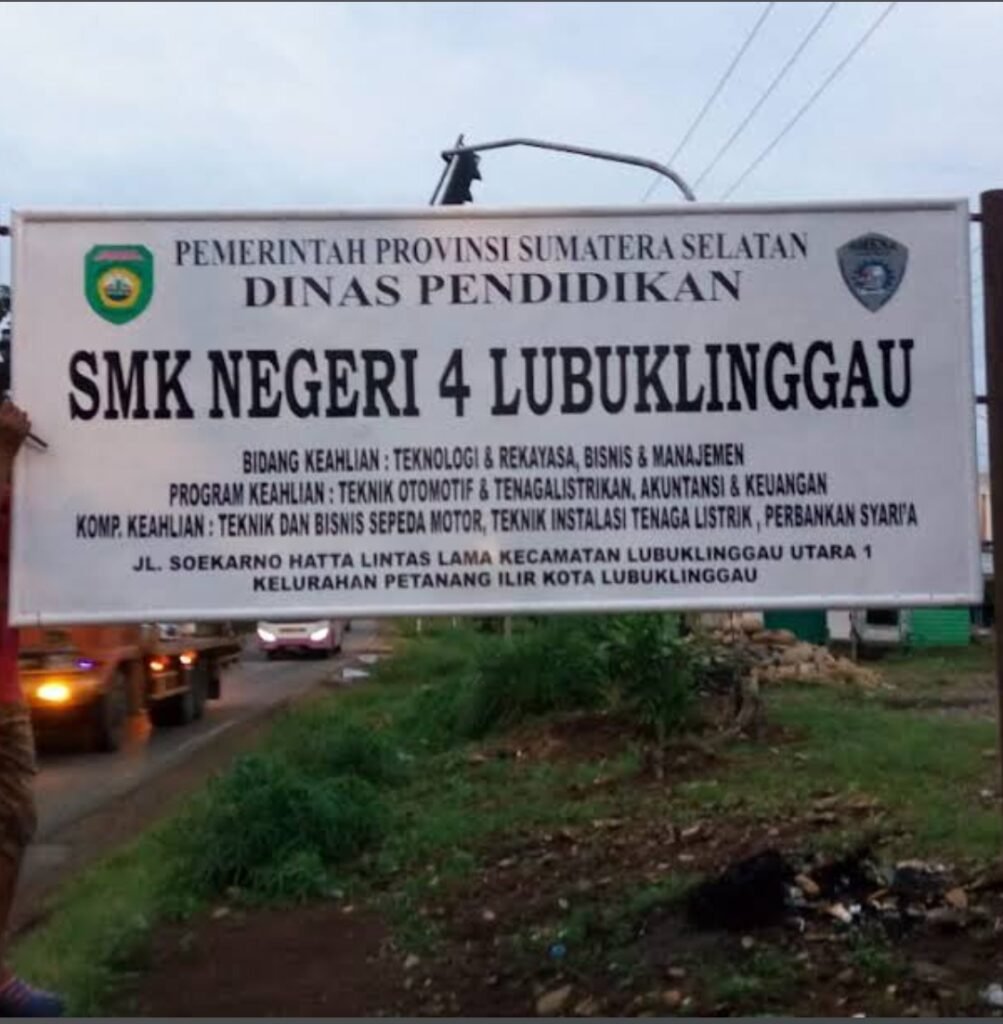 PEMERINTAH PROVINSI SUMATERA SELATAN
DINAS PENDIDIKAN
SMK NEGERI 4 LUBUKLINGGAU
BIDANG KEAHLIAN : TEKNOLOGI & REKAYASA, BISNIS & MANAJEMEN
PROGRAM KEAHLIAN : TEKNIK OTOMOTIF & TENAGALISTRIKAN, AKUNTANSI & KEUANGAN
KOMP. KEAHLIAN : TEKNIK DAN BISNIS SEPEDA MOTOR, TEKNIK INSTALASI TENAGA LISTRIK , PERBANKAN SYARI'A
JL. SOEKARNO HATTA LINTAS LAMA KECAMATAN LUBUKLINGGAU UTARA 1
KELURAHAN PETANANG ILIR KOTA LUBUKLINGGAU